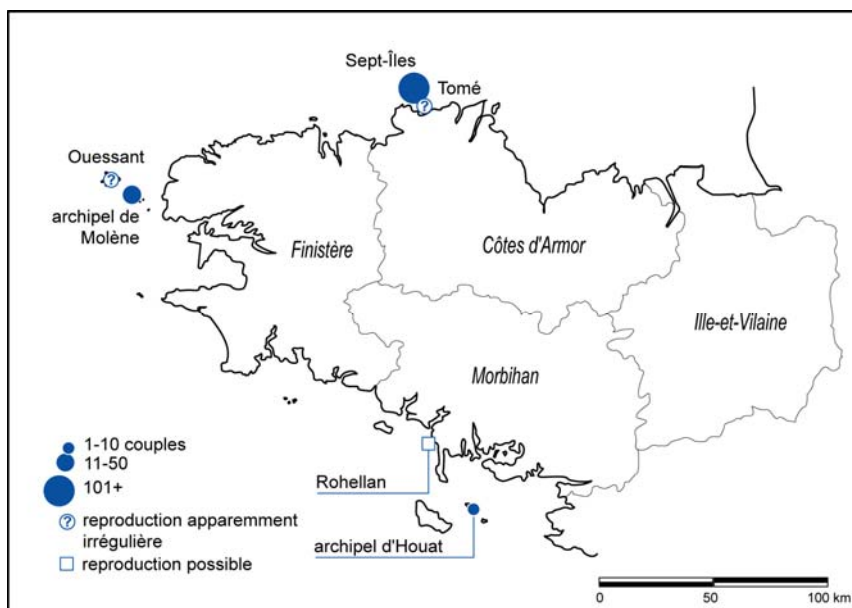 Sept-Îles
Tomé
Ouessant
archipel de
Molène
Finistère
Côtes d'Armor
Ille-et-Vilaine
Morbihan
1-10 couples
11-50
101+
Rohellan
? reproduction apparemment
irrégulière
archipel d'Houat
reproduction possible
0 50 100 km